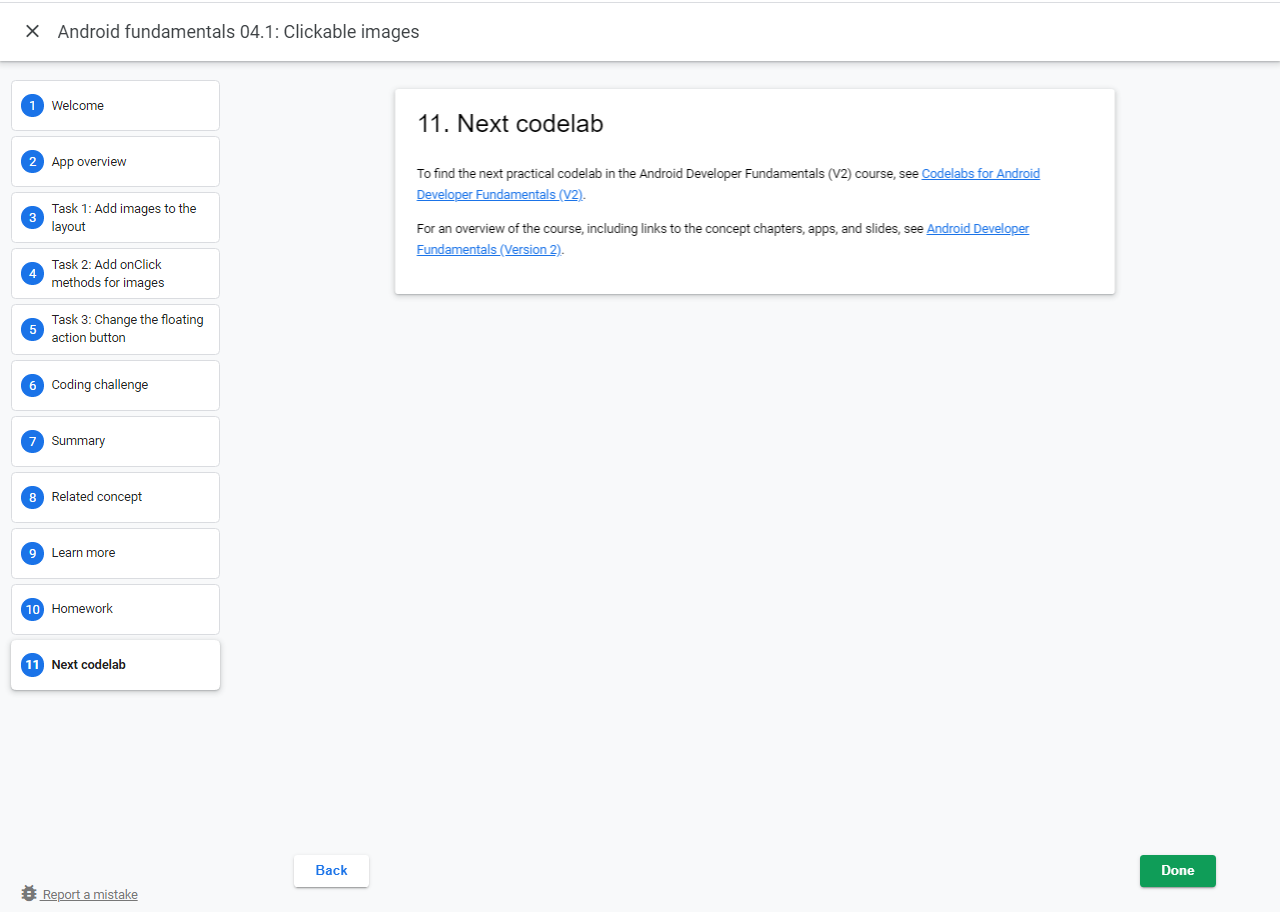 Android fundamentals 04.1: Clickable images
1 Welcome
2 App overview
3 Task 1: Add images to the
layout
4 Task 2: Add onClick
methods for images
5 Task 3: Change the floating
action button
6 Coding challenge
7 Summary
8 Related concept
9 Learn more
10 Homework
11 Next codelab
11. Next codelab
To find the next practical codelab in the Android Developer Fundamentals (V2) course, see Codelabs for Android
Developer Fundamentals (V2).
For an overview of the course, including links to the concept chapters, apps, and slides, see Android Developer
Fundamentals (Version 2).
Back
Done
Report a mistake